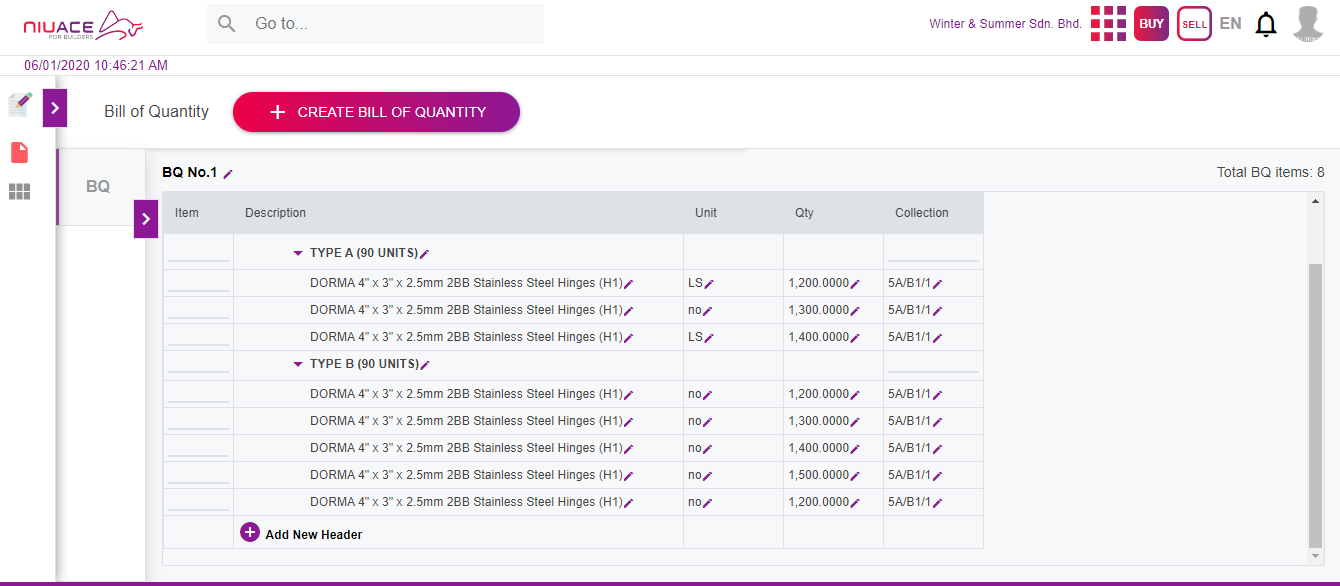 NIUACE
FOR BUILDERS
Go to...
Winter & Summer Sdn. Bhd.
BUY
SELL
EN
06/01/2020 10:46:21 AM
Bill of Quantity
+ CREATE BILL OF QUANTITY
BQ
BQ No.1
Total BQ items: 8
Item Description Unit Qty Collection
TYPE A (90 UNITS)
DORMA 4" x 3" x 2.5mm 2BB Stainless Steel Hinges (H1) LS 1,200.0000 5A/B1/1
DORMA 4" x 3" x 2.5mm 2BB Stainless Steel Hinges (H1) no 1,300.0000 5A/B1/1
DORMA 4" x 3" x 2.5mm 2BB Stainless Steel Hinges (H1) LS 1,400.0000 5A/B1/1
TYPE B (90 UNITS)
DORMA 4" x 3" x 2.5mm 2BB Stainless Steel Hinges (H1) no 1,200.0000 5A/B1/1
DORMA 4" x 3" x 2.5mm 2BB Stainless Steel Hinges (H1) no 1,300.0000 5A/B1/1
DORMA 4" x 3" x 2.5mm 2BB Stainless Steel Hinges (H1) no 1,400.0000 5A/B1/1
DORMA 4" x 3" x 2.5mm 2BB Stainless Steel Hinges (H1) no 1,500.0000 5A/B1/1
DORMA 4" x 3" x 2.5mm 2BB Stainless Steel Hinges (H1) no 1,200.0000 5A/B1/1
Add New Header